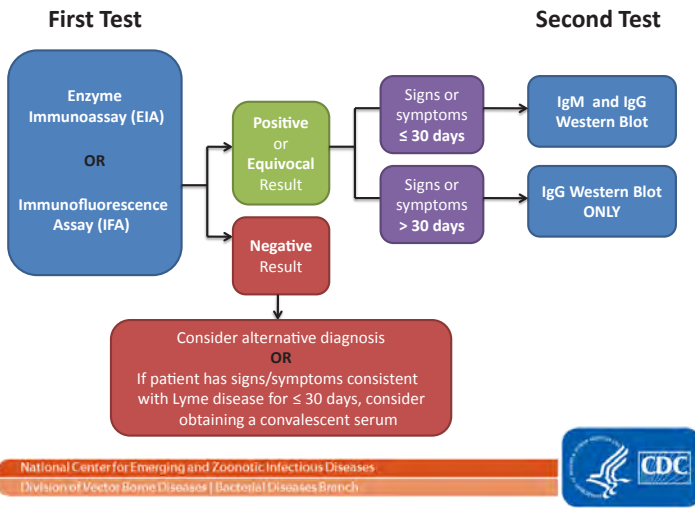 First Test
Second Test
Enzyme
Immunoassay (EIA)
OR
Immunofluorescence
Assay (IFA)
Positive
or
Equivocal
Result
Negative
Result
Signs or
symptoms
≤ 30 days
Signs or
symptoms
> 30 days
IgM and IgG
Western Blot
IgG Western Blot
ONLY
Consider alternative diagnosis
OR
If patient has signs/symptoms consistent
with Lyme disease for ≤ 30 days, consider
obtaining a convalescent serum
National Center for Emerging and Zoonotic Infectious Diseases
Division of Vector Borne Diseases | Bacterial Diseases Branch
CDC